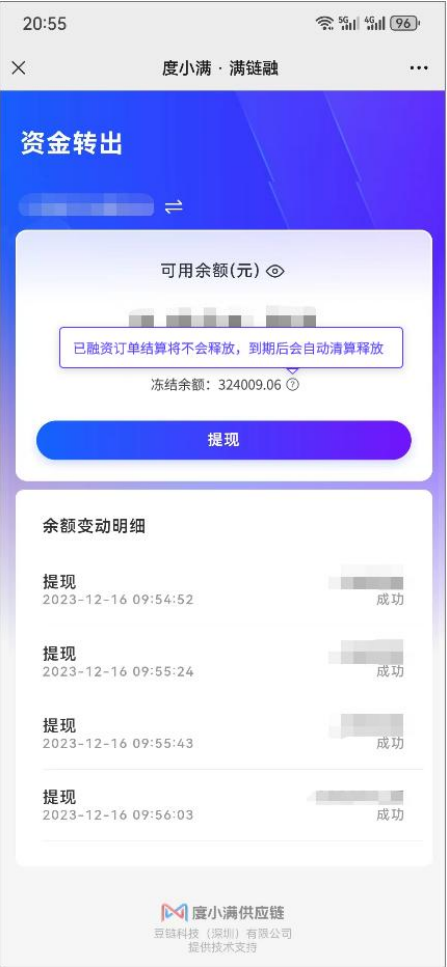 20:55
5G 4G 96
度小满 · 满链融
资金转出
可用余额(元)
已融资订单结算将不会释放，到期后会自动清算释放
冻结余额：324009.06 ?
提现
余额变动明细
提现
2023-12-16 09:54:52
成功
提现
2023-12-16 09:55:24
成功
提现
2023-12-16 09:55:43
成功
提现
2023-12-16 09:56:03
成功
度小满供应链
豆链科技（深圳）有限公司
提供技术支持